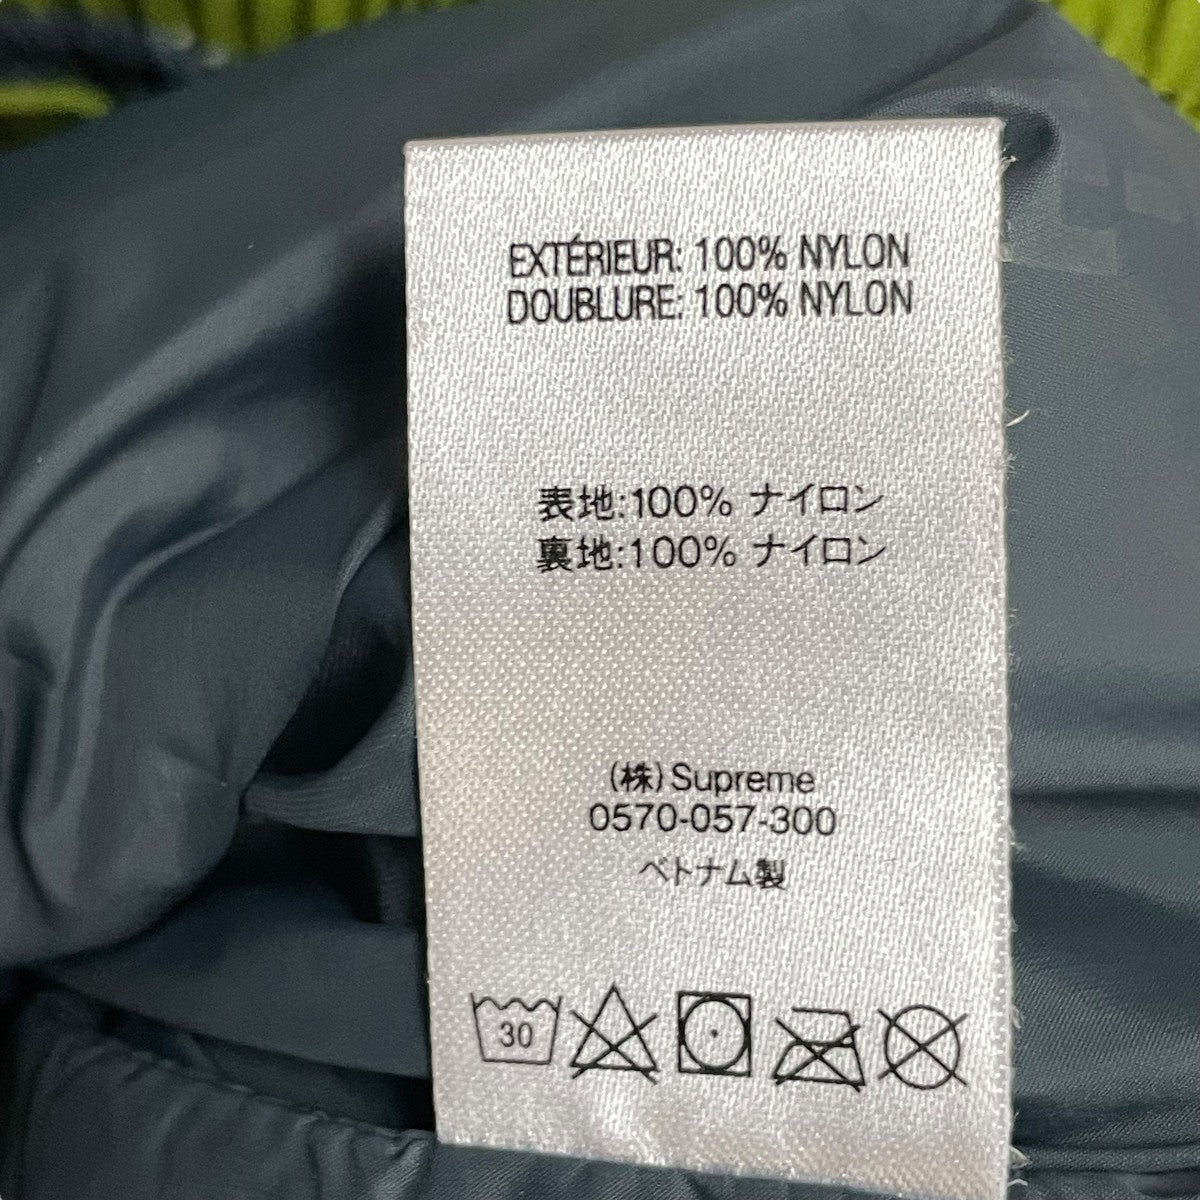 EXTÉRIEUR: 100% NYLON
DOUBLURE: 100% NYLON
表地:100% ナイロン
裏地:100% ナイロン
(株) Supreme
0570-057-300
ベトナム製
30